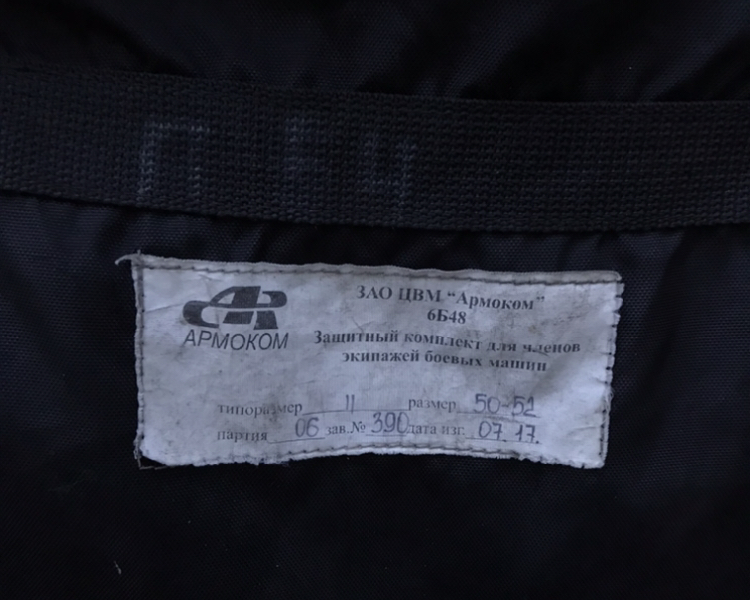 ЗАО ЦВМ "Армоком"
6Б48
АРМОКОМ
Защитный комплект для членов
экипажей боевых машин
типоразмер II размер 50-52
партия 06 зав.№ 390 дата изг. 07.17.